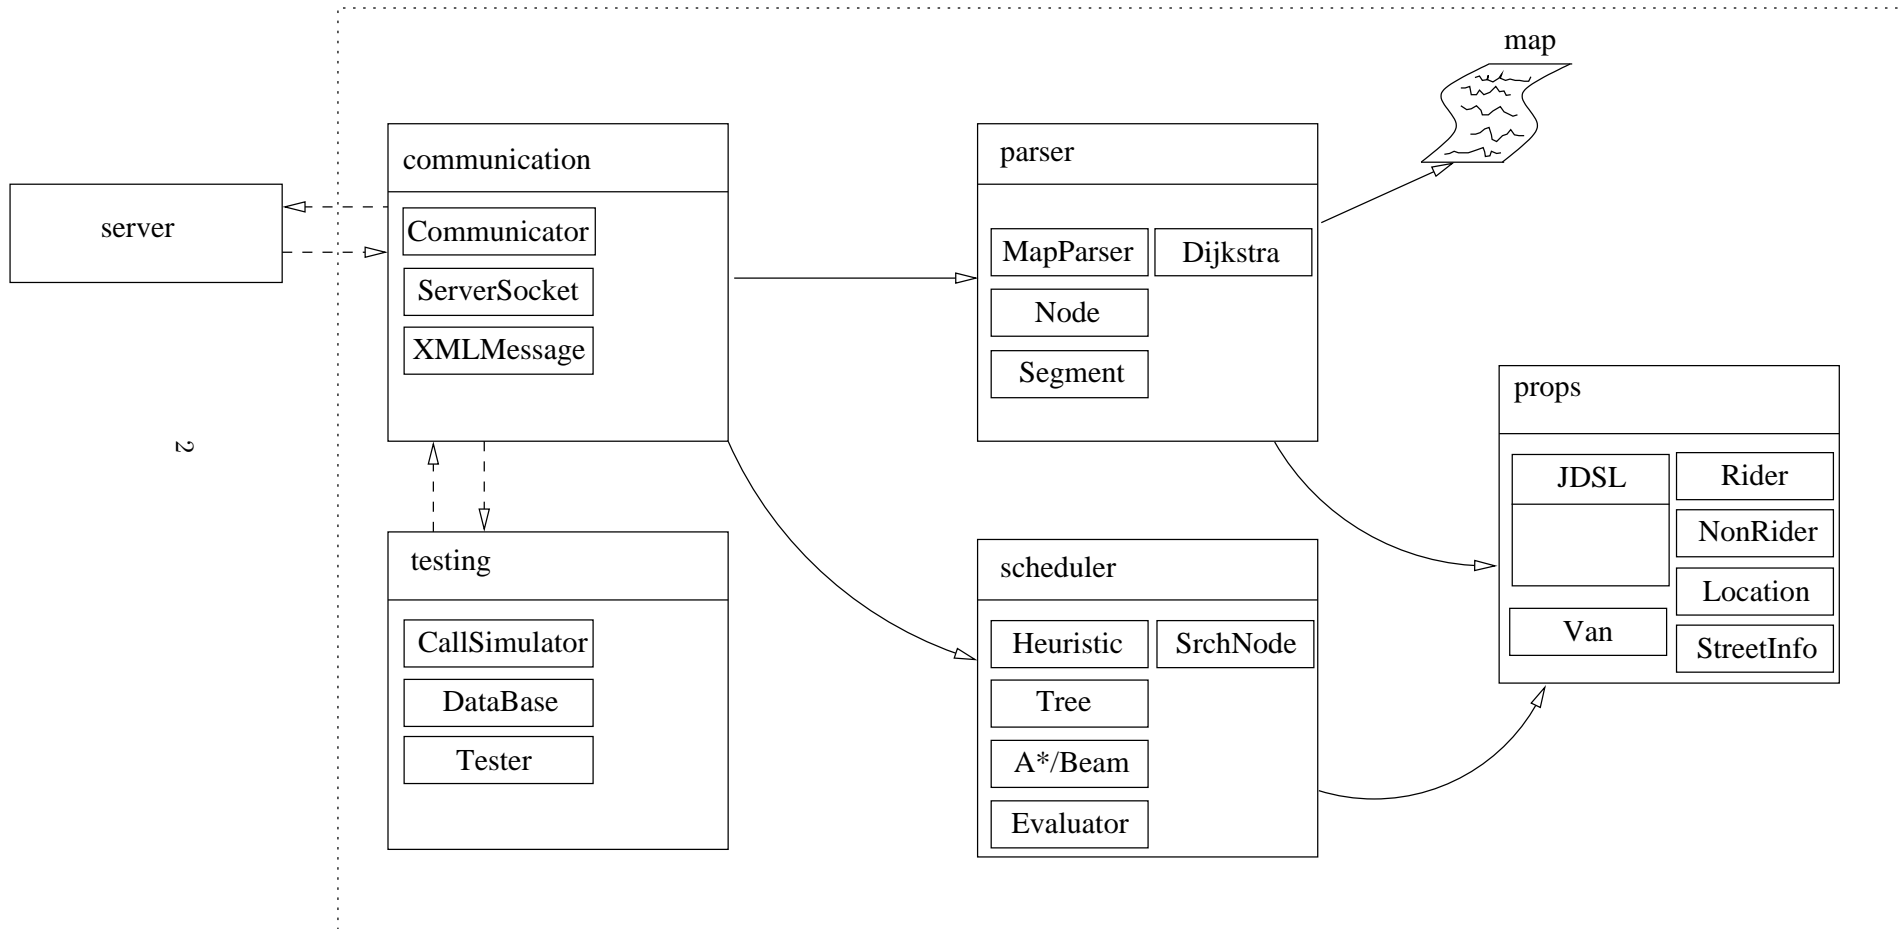 map
server
communication
Communicator
ServerSocket
XMLMessage
parser
MapParser
Dijkstra
Node
Segment
props
JDSL
Rider
NonRider
Location
Van
StreetInfo
2
testing
CallSimulator
DataBase
Tester
scheduler
Heuristic
SrchNode
Tree
A*/Beam
Evaluator